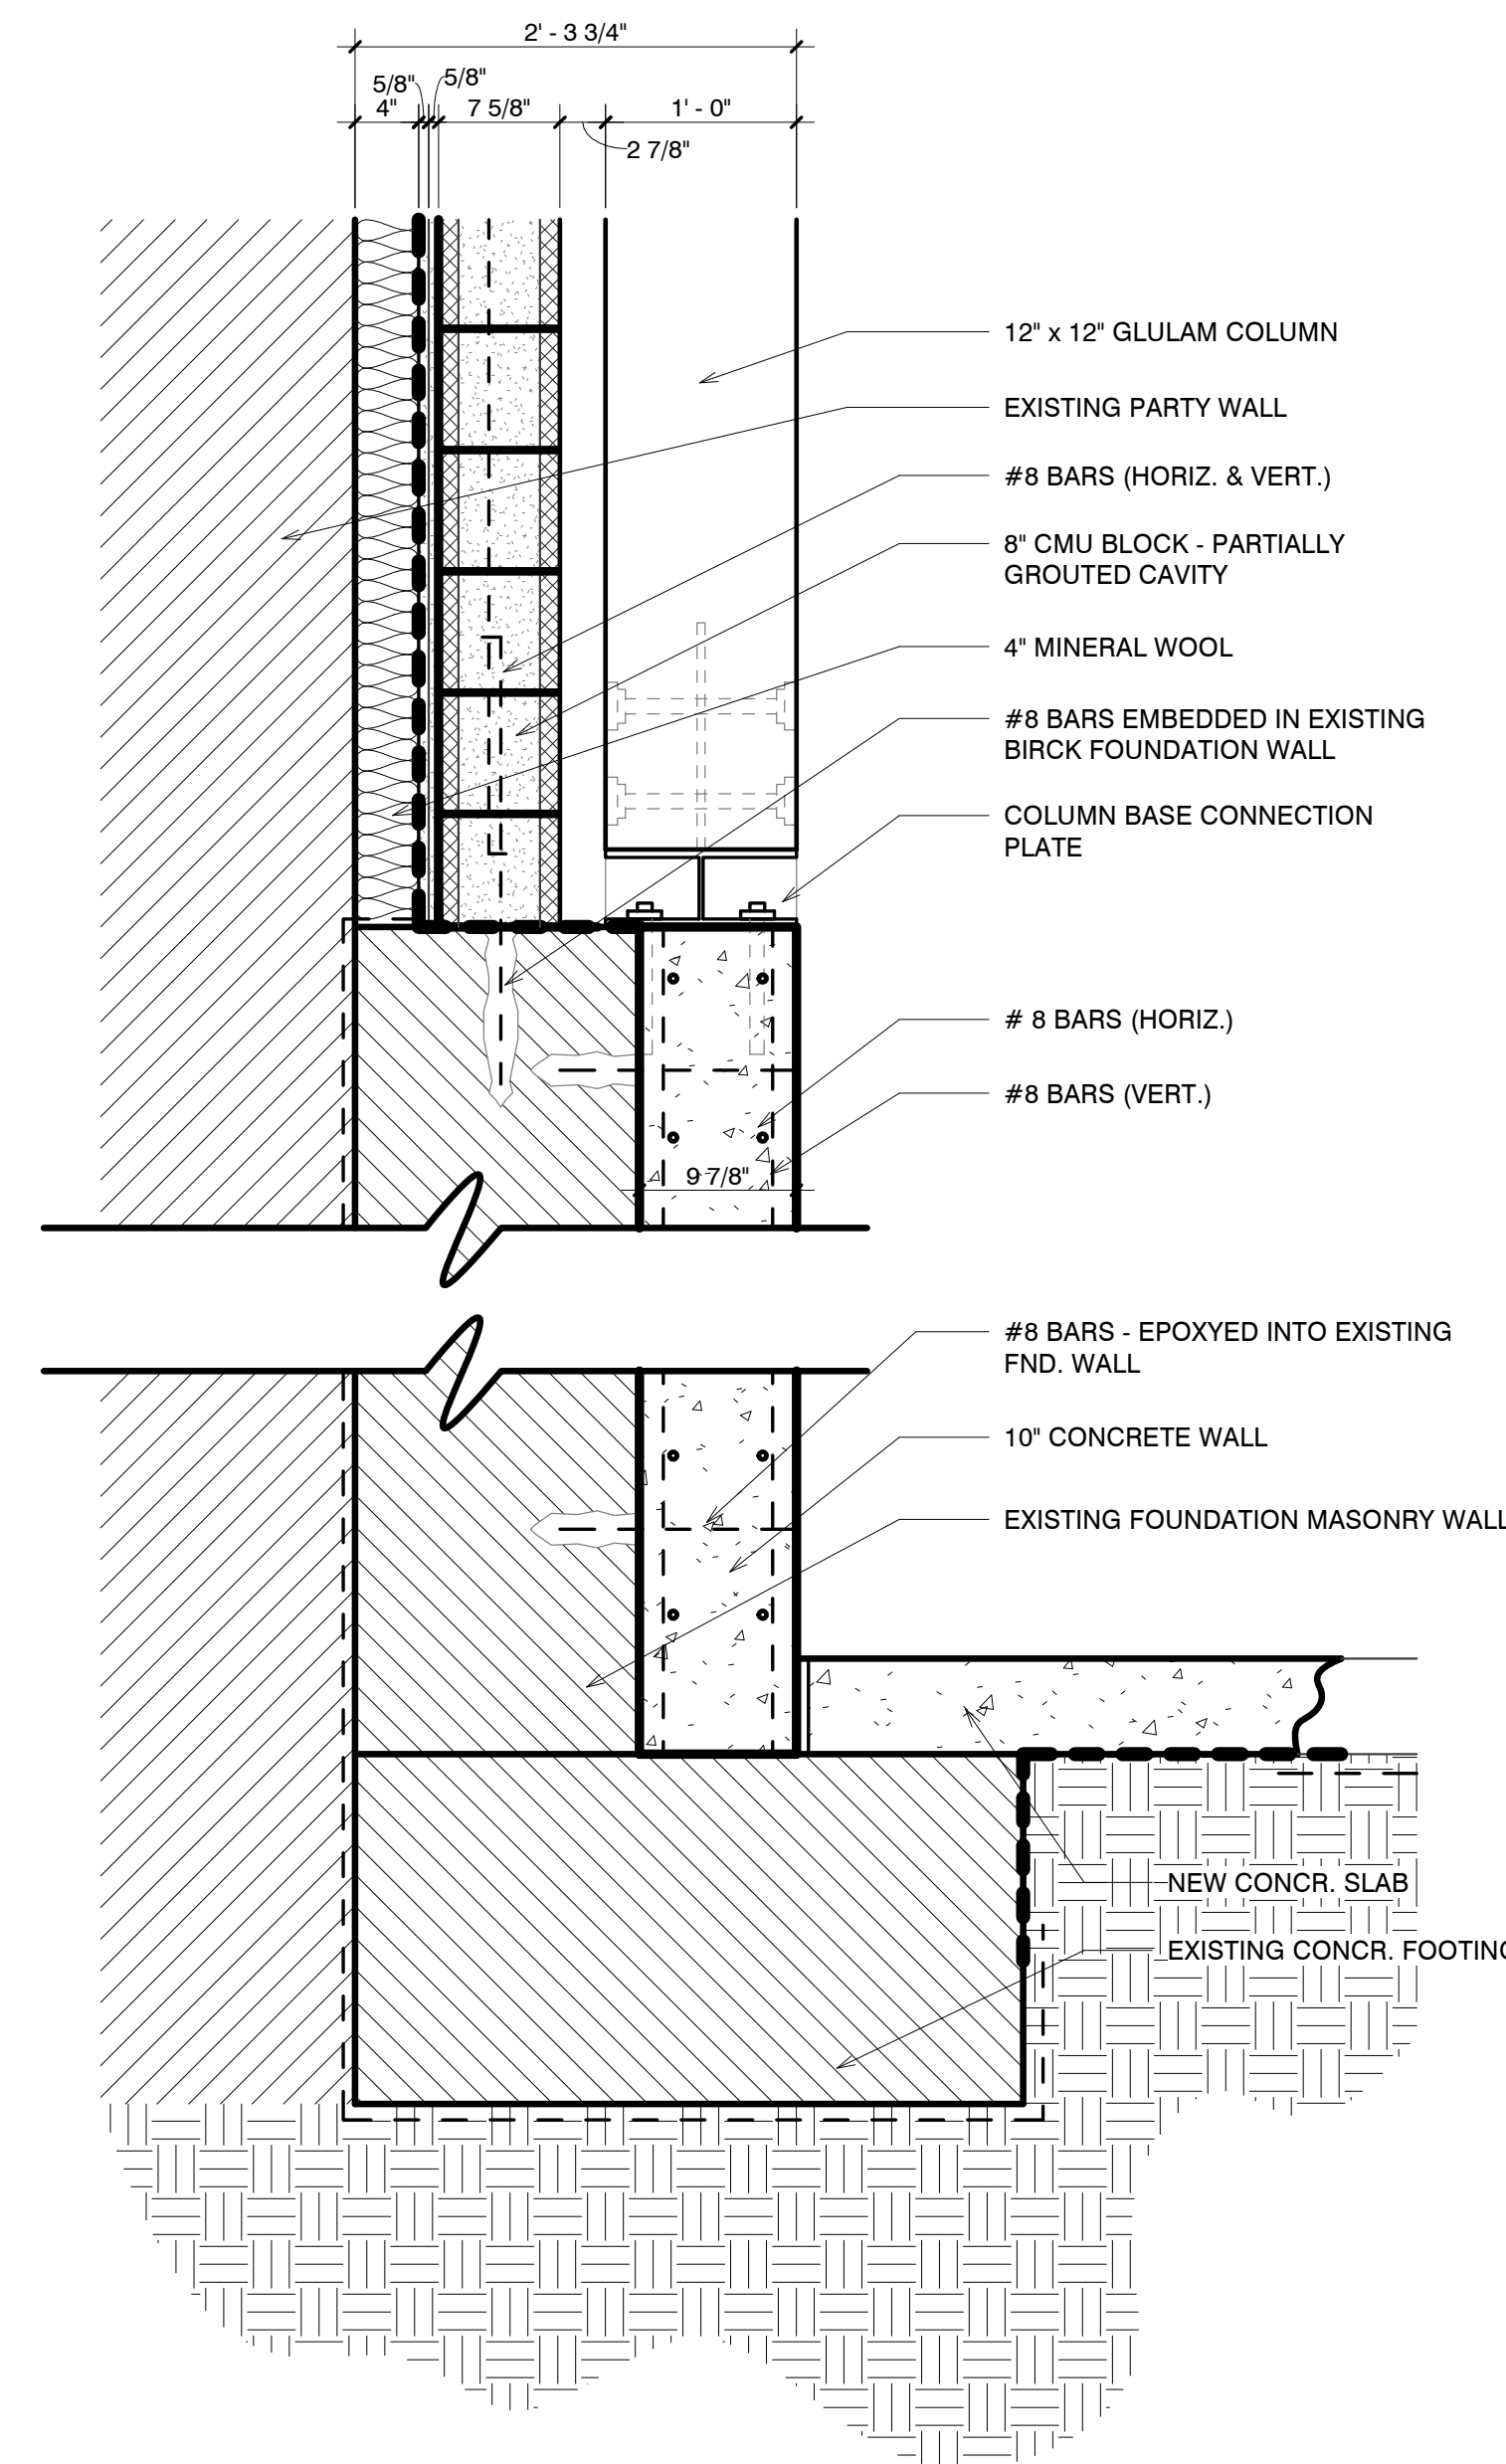 2' - 3 3/4"
5/8"
5/8"
4"
7 5/8"
1' - 0"
2 7/8"
12" x 12" GLULAM COLUMN
EXISTING PARTY WALL
#8 BARS (HORIZ. & VERT.)
8" CMU BLOCK - PARTIALLY
GROUTED CAVITY
4" MINERAL WOOL
#8 BARS EMBEDDED IN EXISTING
BIRCK FOUNDATION WALL
COLUMN BASE CONNECTION
PLATE
# 8 BARS (HORIZ.)
#8 BARS (VERT.)
9 7/8"
#8 BARS - EPOXYED INTO EXISTING
FND. WALL
10" CONCRETE WALL
EXISTING FOUNDATION MASONRY WALL
NEW CONCR. SLAB
EXISTING CONCR. FOOTING